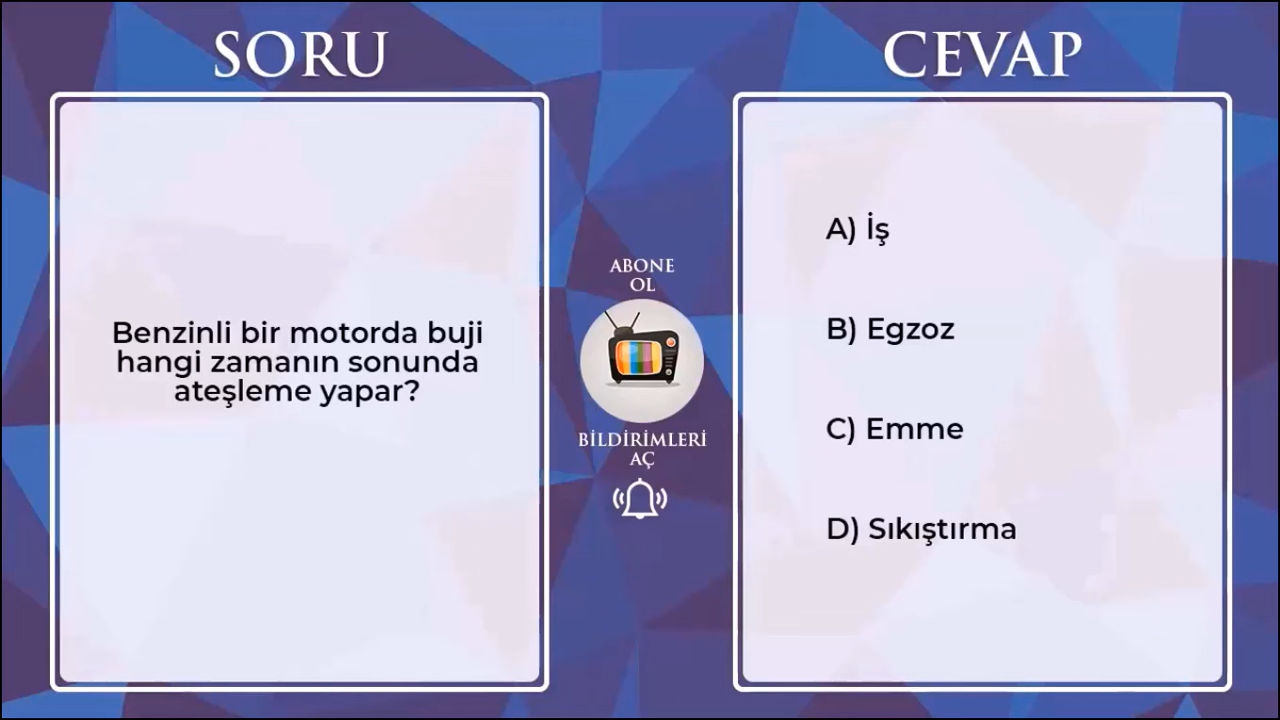 SORU
Benzinli bir motorda buji
hangi zamanın sonunda
ateşleme yapar?
ABONE
OL
BİLDİRİMLERİ
AÇ
CEVAP
A) İş
B) Egzoz
C) Emme
D) Sıkıştırma